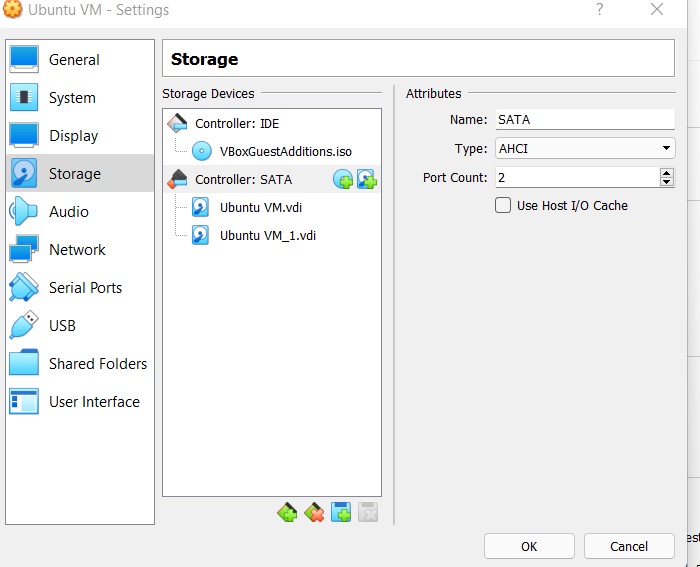 Ubuntu VM - Settings
?
General
System
Display
Storage
Audio
Network
Serial Ports
USB
Shared Folders
User Interface
Storage
Storage Devices
Controller: IDE
VBoxGuestAdditions.iso
Controller: SATA
Ubuntu VM.vdi
Ubuntu VM_1.vdi
Attributes
Name: SATA
Type: AHCI
Port Count: 2
Use Host I/O Cache
OK
Cancel